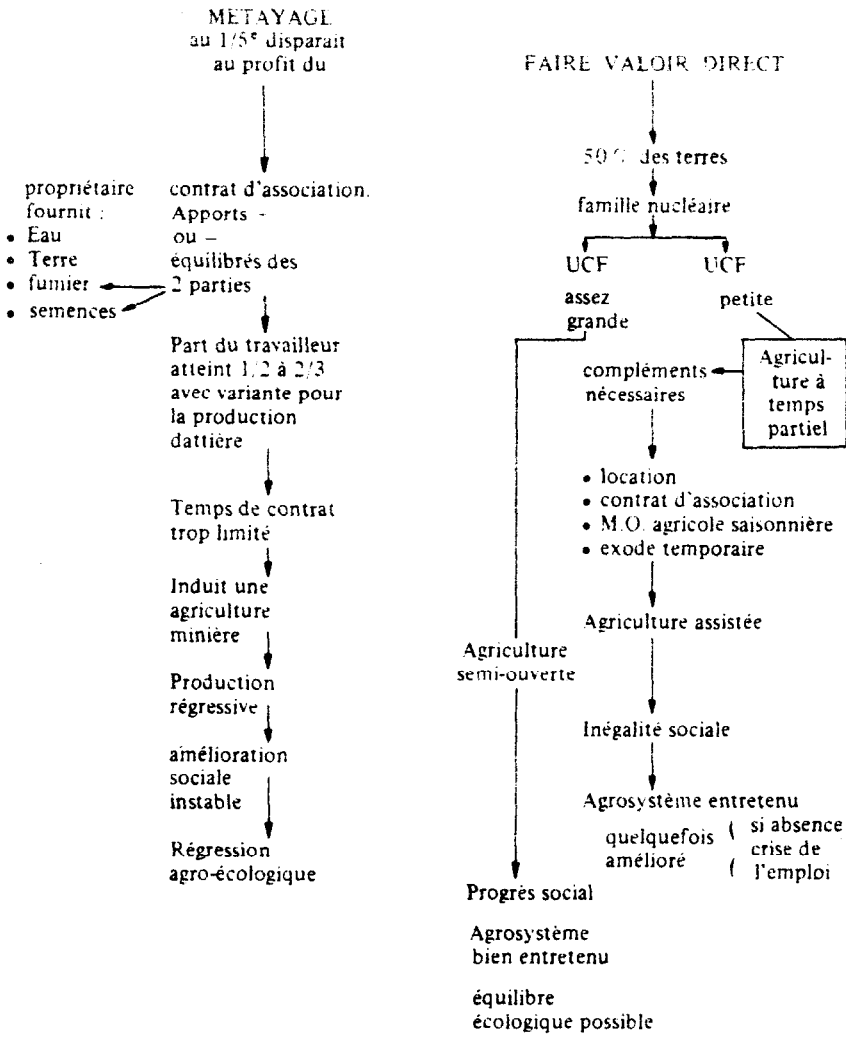 METAYAGE
au 1/5e disparait
au profit du
propriétaire
fournit :
• Eau
• Terre
• fumier
• semences
contrat d'association.
Apports -
ou –
équilibrés des
2 parties
Part du travailleur
atteint 1/2 à 2/3
avec variante pour
la production
dattière
Temps de contrat
trop limité
Induit une
agriculture
minière
Production
régressive
amélioration
sociale
instable
Régression
agro-écologique
FAIRE VALOIR DIRECT
50 % des terres
famille nucléaire
UCF
assez
grande
UCF
petite
Agricul-
ture à
temps
partiel
compléments
nécessaires
• location
• contrat d'association
• M.O. agricole saisonnière
• exode temporaire
Agriculture assistée
Inégalité sociale
Agrosystème entretenu
quelquefois
amélioré
( si absence
crise de
( l'emploi
Agriculture
semi-ouverte
Progrès social
Agrosystème
bien entretenu
équilibre
écologique possible